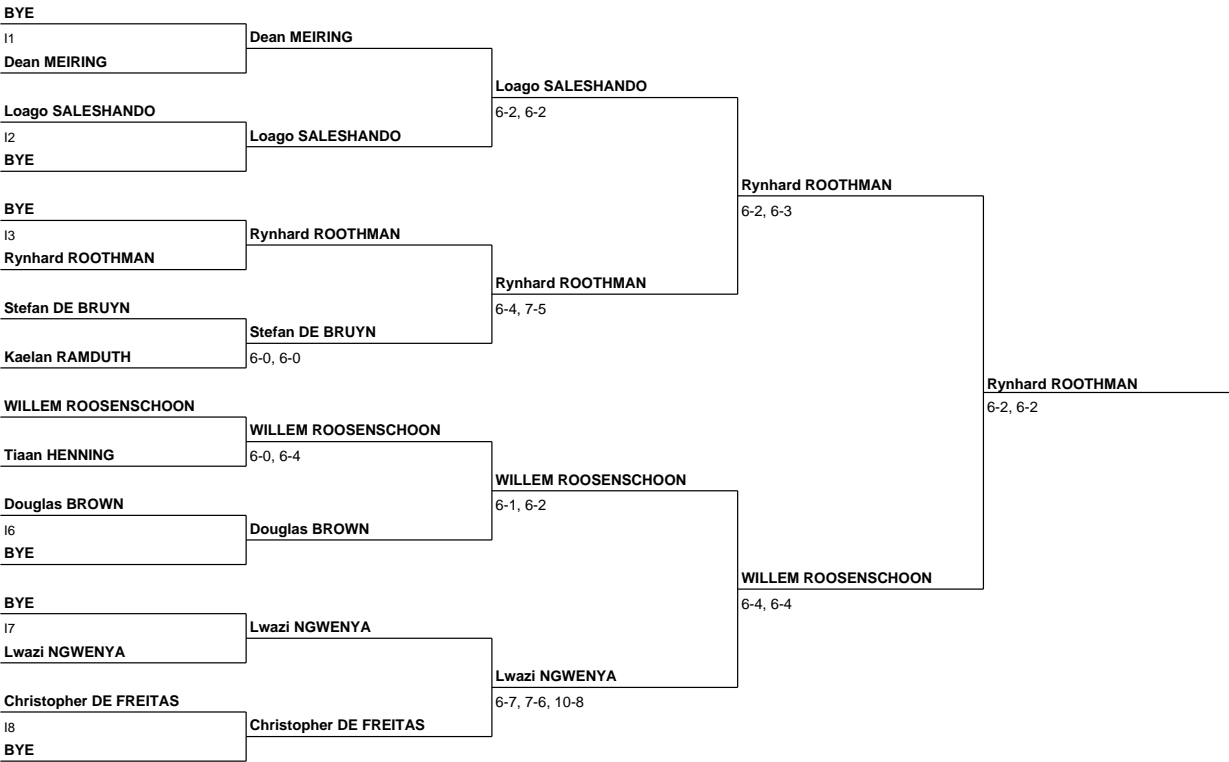 BYE
I1
Dean MEIRING
Dean MEIRING
Loago SALESHANDO
I2
BYE
Loago SALESHANDO
Loago SALESHANDO
6-2, 6-2
BYE
I3
Rynhard ROOTHMAN
Rynhard ROOTHMAN
Stefan DE BRUYN
Kaelan RAMDUTH
Stefan DE BRUYN
6-0, 6-0
Rynhard ROOTHMAN
6-4, 7-5
Rynhard ROOTHMAN
6-2, 6-3
WILLEM ROOSENSCHOON
Tiaan HENNING
WILLEM ROOSENSCHOON
6-0, 6-4
Douglas BROWN
I6
BYE
Douglas BROWN
WILLEM ROOSENSCHOON
6-1, 6-2
BYE
I7
Lwazi NGWENYA
Lwazi NGWENYA
Christopher DE FREITAS
I8
BYE
Christopher DE FREITAS
Lwazi NGWENYA
6-7, 7-6, 10-8
WILLEM ROOSENSCHOON
6-4, 6-4
Rynhard ROOTHMAN
6-2, 6-2